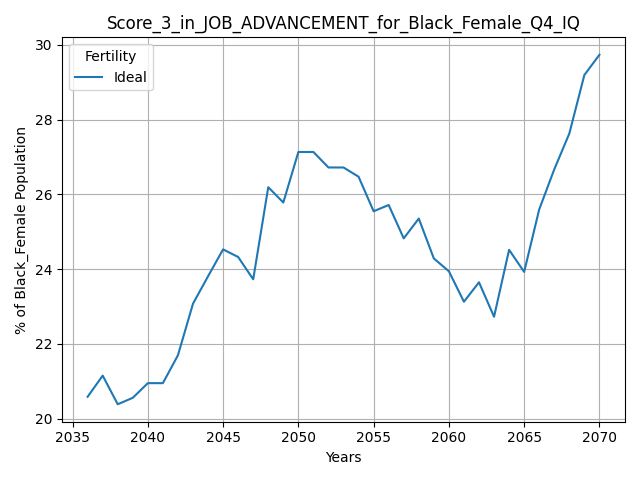 Score_3_in_JOB_ADVANCEMENT_for_Black_Female_Q4_IQ
Fertility
Ideal
% of Black_Female Population
30
28
26
24
22
20
2035 2040 2045 2050 2055 2060 2065 2070
Years